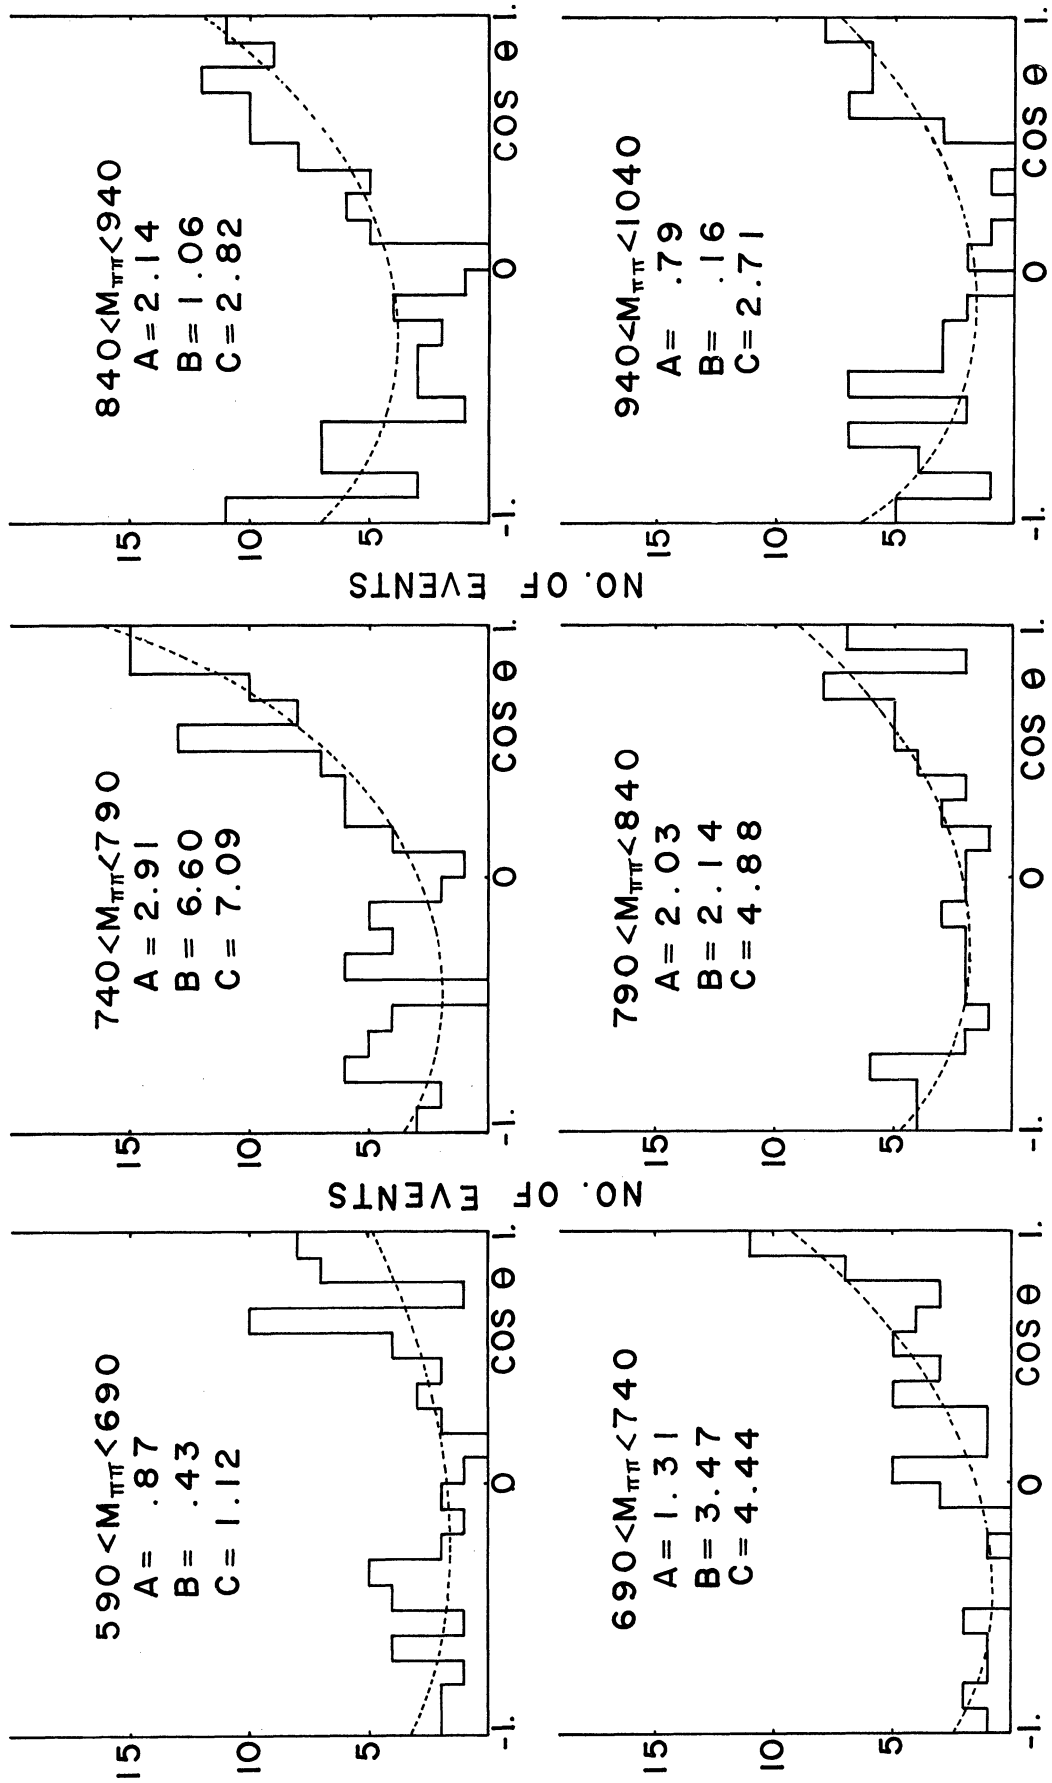 590<Mππ<690
A= .87
B= .43
C=1.12
15
10
5
-1.
0
COS θ
1.
740<Mππ<790
A=2.91
B=6.60
C=7.09
NO. OF EVENTS
15
10
5
-1.
0
COS θ
1.
840<Mππ<940
A=2.14
B=1.06
C=2.82
NO. OF EVENTS
15
10
5
-1.
0
COS θ
1.
690<Mππ<740
A=1.31
B=3.47
C=4.44
15
10
5
-1.
0
COS θ
1.
790<Mππ<840
A=2.03
B=2.14
C=4.88
15
10
5
-1.
0
COS θ
1.
940<Mππ<1040
A= .79
B= .16
C=2.71
15
10
5
-1.
0
COS θ
1.